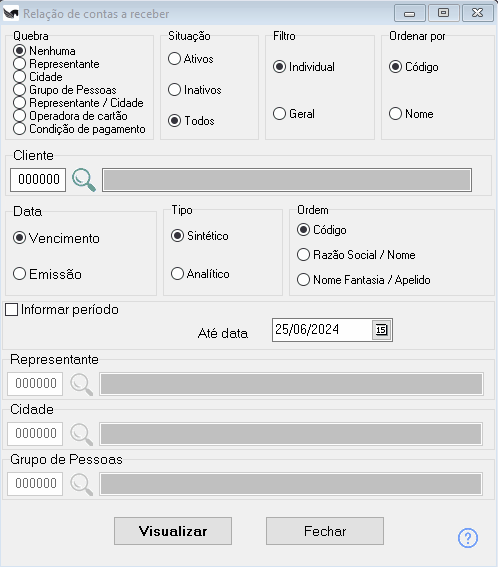 Relação de contas a receber
Quebra
Nenhuma
Representante
Cidade
Grupo de Pessoas
Representante / Cidade
Operadora de cartão
Condição de pagamento
Situação
Ativos
Inativos
Todos
Filtro
Individual
Geral
Ordenar por
Código
Nome
Cliente
000000
Data
Vencimento
Emissão
Tipo
Sintético
Analítico
Ordem
Código
Razão Social / Nome
Nome Fantasia / Apelido
Informar período
Até data 25/06/2024 15
Representante
000000
Cidade
000000
Grupo de Pessoas
000000
Visualizar Fechar ?